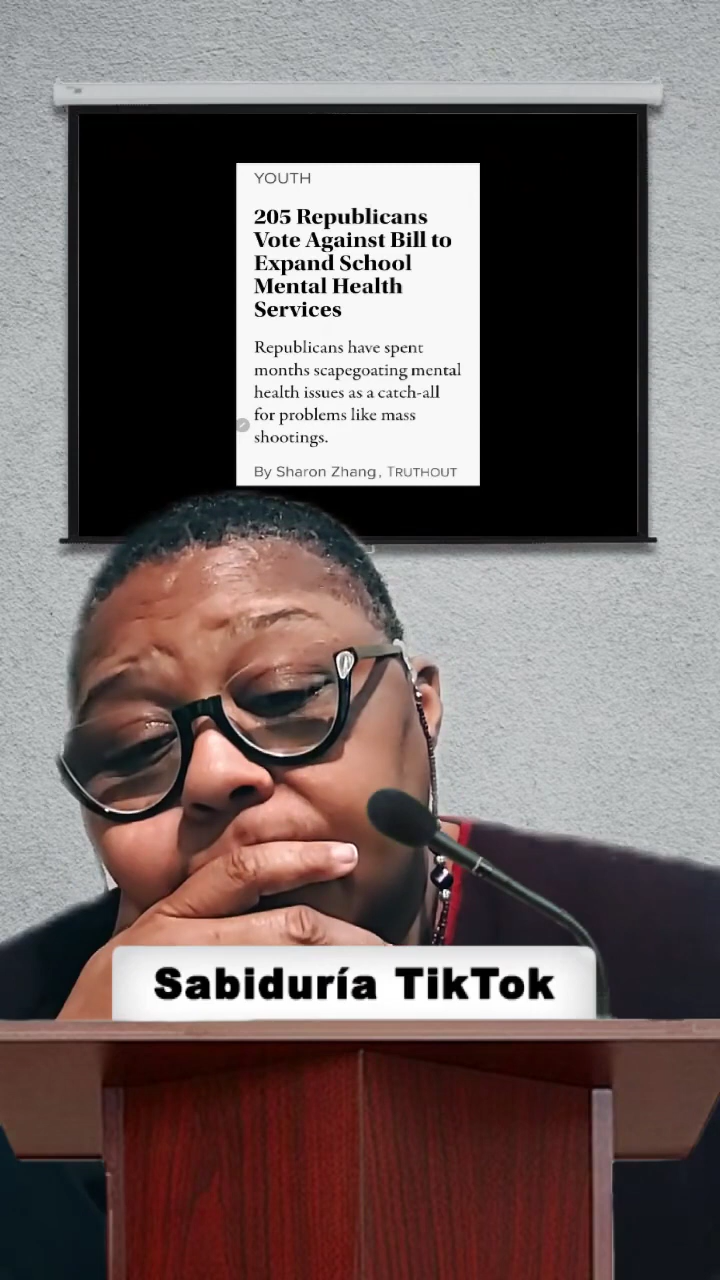 YOUTH
205 Republicans
Vote Against Bill to
Expand School
Mental Health
Services
Republicans have spent
months scapegoating mental
health issues as a catch-all
for problems like mass
shootings.
By Sharon Zhang, TRUTHOUT
Sabiduría TikTok